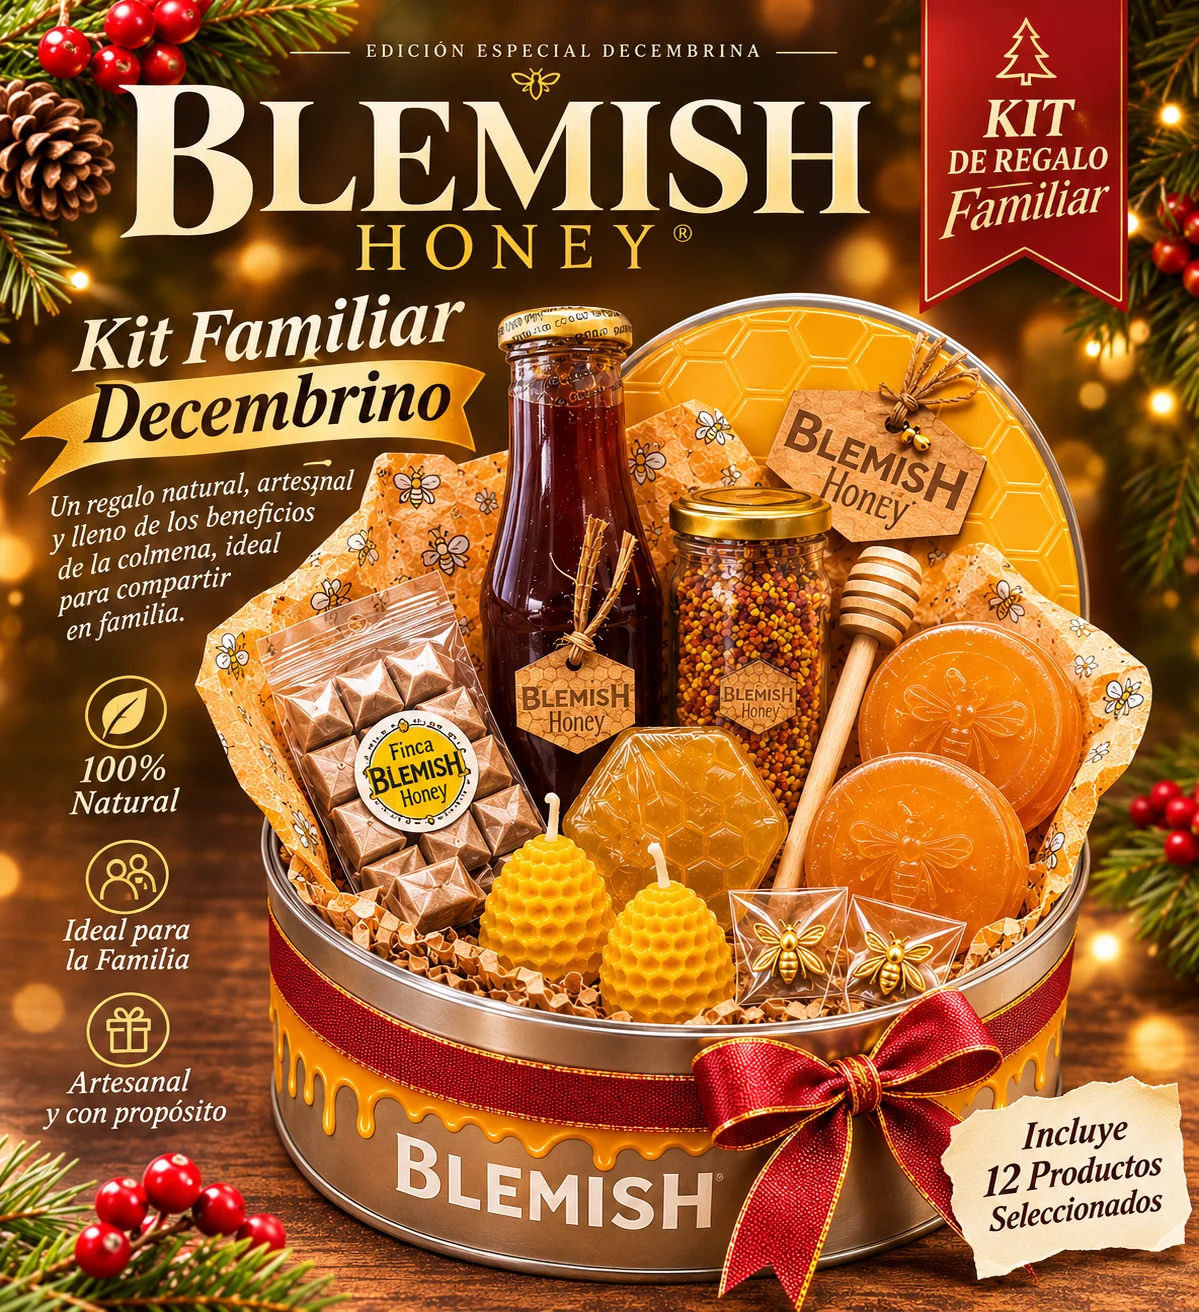 EDICIÓN ESPECIAL DECEMBRINA
BLEMISH
HONEY®
KIT
DE REGALO
Familiar
Kit Familiar
Decembrino
Un regalo natural, artesanal
y lleno de los beneficios
de la colmena, ideal
para compartir
en familia.
100%
Natural
Ideal para
la Familia
Artesanal
y con propósito
BLEMISH
Honey
BLEMISH
Honey
BLEMISH
Honey
Finca
BLEMISH
Honey
BLEMISH
Incluye
12 Productos
Seleccionados